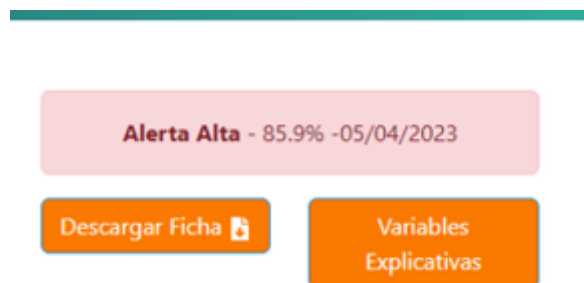 Alerta Alta - 85.9% -05/04/2023
Descargar Ficha
Variables
Explicativas